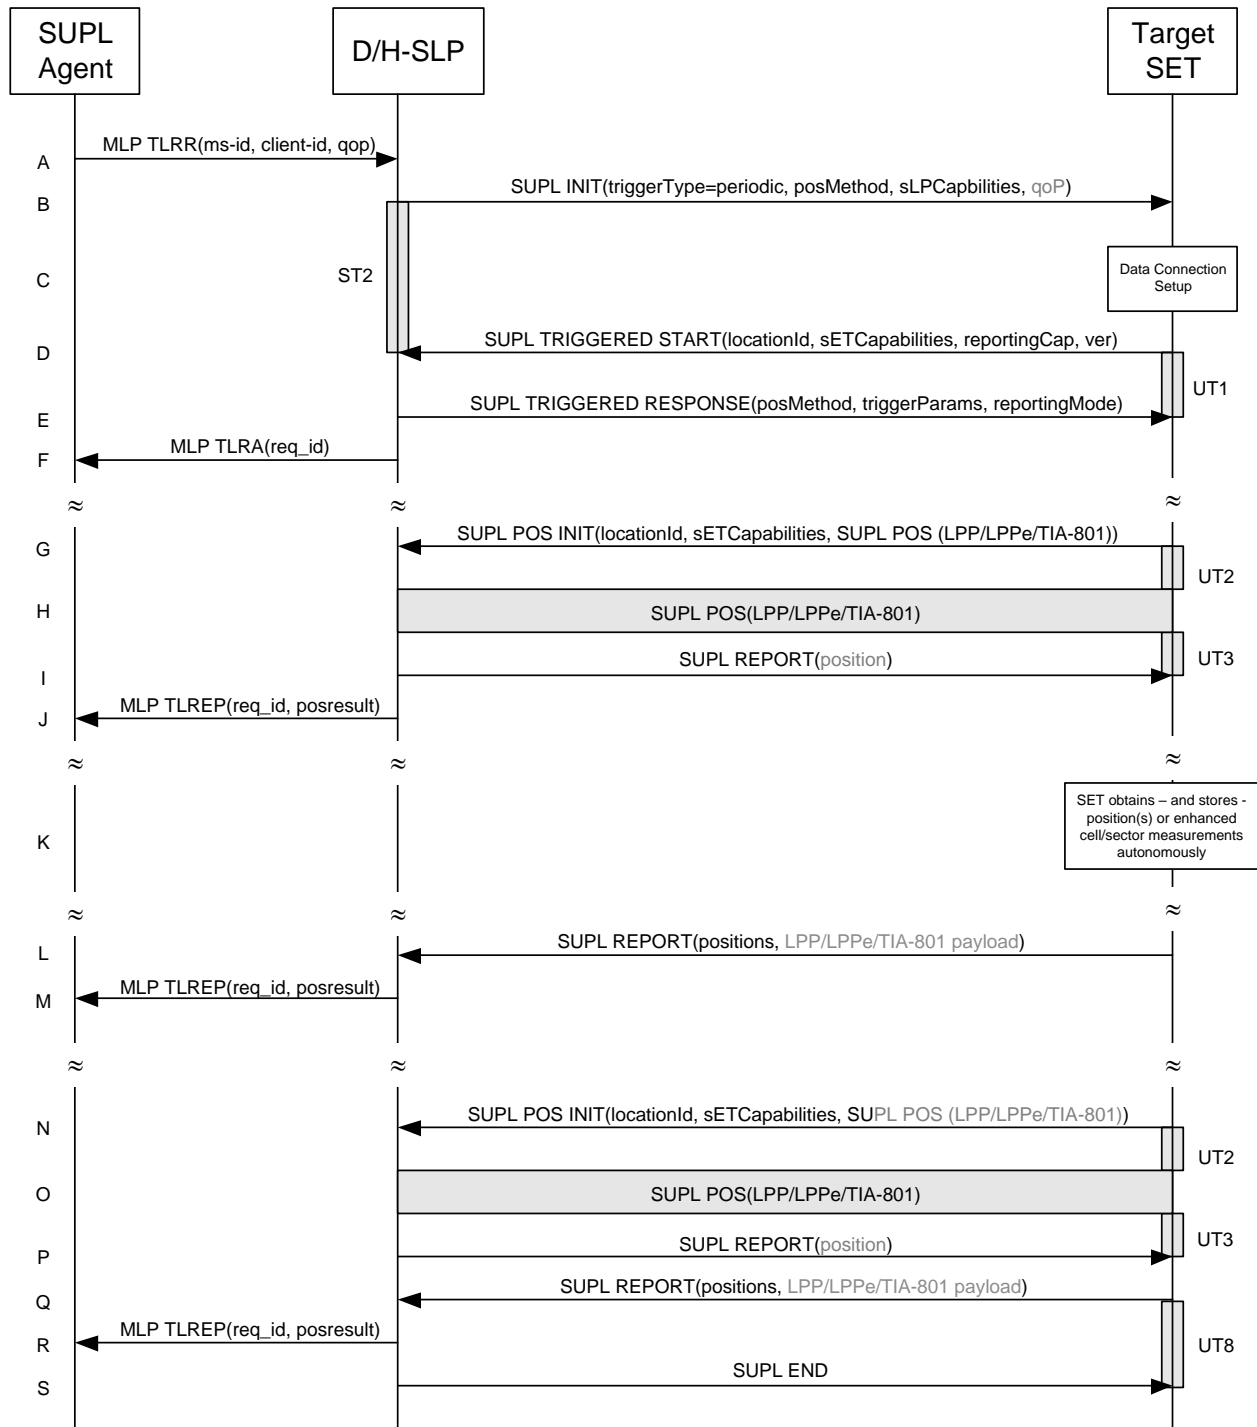 SUPL
Agent
D/H-SLP
Target
SET
A
MLP TLRR(ms-id, client-id, qop)
B
SUPL INIT(triggerType=periodic, posMethod, sLPCapbilities, qoP)
C
ST2
Data Connection
Setup
D
SUPL TRIGGERED START(locationId, sETCapabilities, reportingCap, ver)
UT1
E
SUPL TRIGGERED RESPONSE(posMethod, triggerParams, reportingMode)
F
MLP TLRA(req_id)
≈ ≈ ≈
G
SUPL POS INIT(locationId, sETCapabilities, SUPL POS (LPP/LPPe/TIA-801))
UT2
H
SUPL POS(LPP/LPPe/TIA-801)
I
SUPL REPORT(position)
UT3
J
MLP TLREP(req_id, posresult)
≈ ≈ ≈
K
SET obtains – and stores -
position(s) or enhanced
cell/sector measurements
autonomously
≈ ≈ ≈
L
SUPL REPORT(positions, LPP/LPPe/TIA-801 payload)
M
MLP TLREP(req_id, posresult)
≈ ≈ ≈
N
SUPL POS INIT(locationId, sETCapabilities, SUPL POS (LPP/LPPe/TIA-801))
UT2
O
SUPL POS(LPP/LPPe/TIA-801)
P
SUPL REPORT(position)
UT3
Q
SUPL REPORT(positions, LPP/LPPe/TIA-801 payload)
R
MLP TLREP(req_id, posresult)
UT8
S
SUPL END